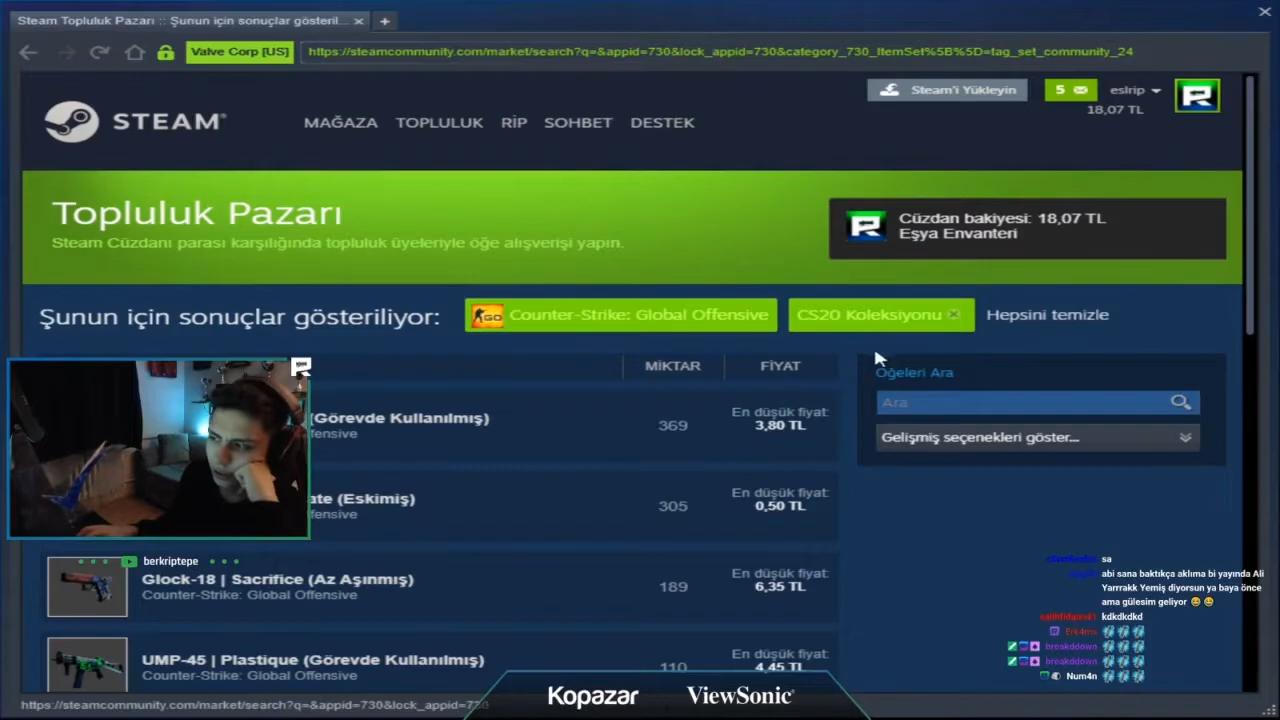 Steam Topluluk Pazarı :: Şunun için sonuçlar gösteril...
Valve Corp [US]
https://steamcommunity.com/market/search?q=&appid=730&lock_appid=730&category_730_ItemSet%5B%5D=tag_set_community_24
Steam'i Yükleyin
5
eslrip
18,07 TL
STEAM
MAĞAZA TOPLULUK RİP SOHBET DESTEK
Topluluk Pazarı
Steam Cüzdanı parası karşılığında topluluk üyeleriyle öğe alışverişi yapın.
Cüzdan bakiyesi: 18,07 TL
Eşya Envanteri
Şunun için sonuçlar gösteriliyor:
Counter-Strike: Global Offensive
CS20 Koleksiyonu
Hepsini temizle
MİKTAR
FİYAT
(Görevde Kullanılmış)
fensive
369
En düşük fiyat:
3,80 TL
ate (Eskimiş)
fensive
305
En düşük fiyat:
0,50 TL
Glock-18 | Sacrifice (Az Aşınmış)
Counter-Strike: Global Offensive
189
En düşük fiyat:
6,35 TL
UMP-45 | Plastique (Görevde Kullanılmış)
Counter-Strike: Global Offensive
110
En düşük fiyat:
4,45 TL
Öğeleri Ara
Ara
Gelişmiş seçenekleri göster...
berkriptepe
sa
abi sana baktıkça aklıma bi yayında Ali
Yarrrakk Yemiş diyorsun ya baya önce
ama gülesim geliyor
kdkdkdkd
breakddown
breakddown
Num4n
Kopazar
ViewSonic
https://steamcommunity.com/market/search?q=&appid=730&lock_appid=730